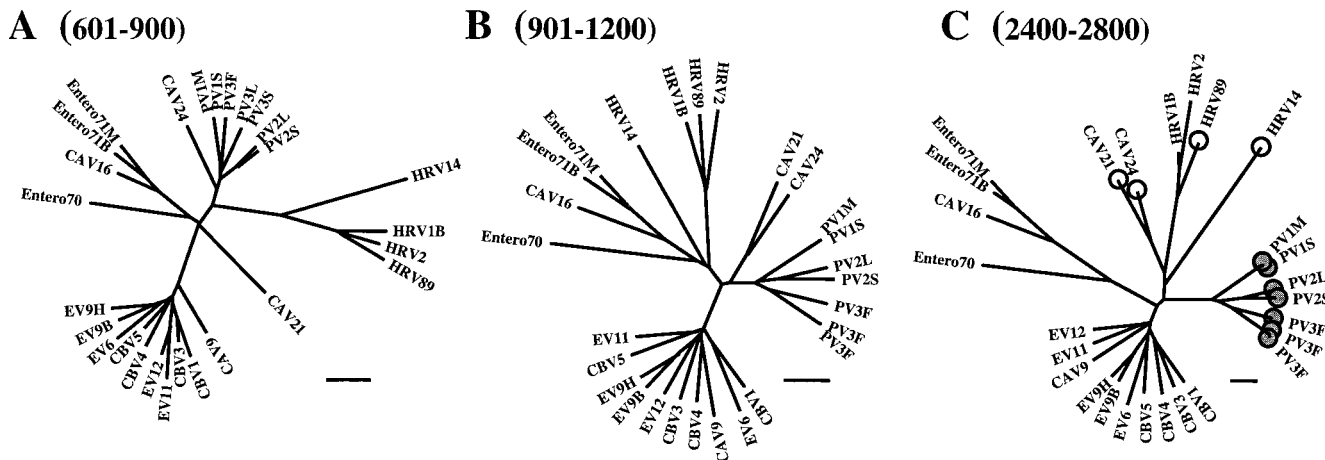 A (601-900)
PV1M
PV1S
PV3F
PV3L
PV3S
PV2L
PV2S
CAV24
Entero71M
Entero71B
CAV16
Entero70
HRV14
HRV1B
HRV2
HRV89
CAV21
EV9H
EV9B
EV6
CBV5
CBV4
EV12
EV11
CBV3
CBV1
CAV9
B (901-1200)
HRV1B
HRV89
HRV2
HRV14
Entero71M
Entero71B
CAV16
Entero70
CAV21
CAV24
PV1M
PV1S
PV2L
PV2S
PV3F
PV3F
PV3F
EV11
CBV5
EV9H
EV9B
EV12
CBV3
CBV4
CAV9
EV6
CBV1
C (2400-2800)
HRV1B
HRV2
HRV89
HRV14
CAV21
CAV24
Entero71M
Entero71B
CAV16
Entero70
PV1M
PV1S
PV2L
PV2S
PV3F
PV3F
PV3F
EV12
EV11
CAV9
EV9H
EV9B
EV6
CBV5
CBV4
CBV3
CBV1